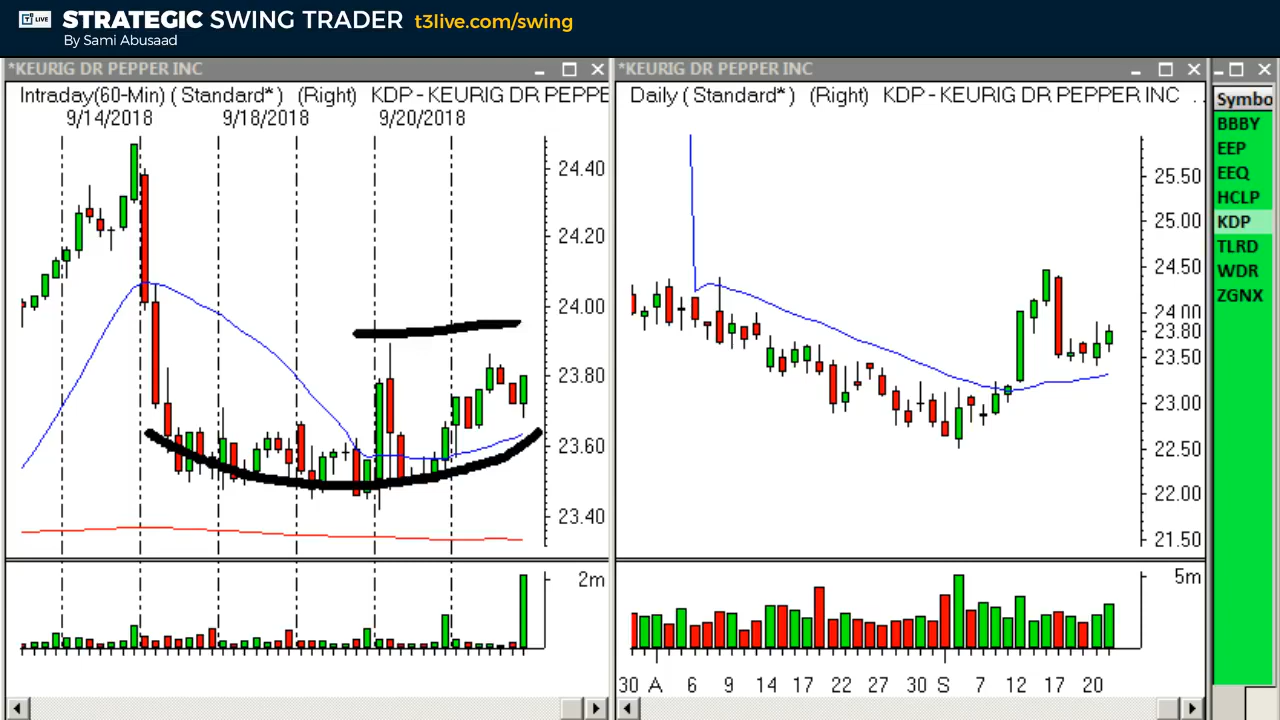 T3 LIVE STRATEGIC SWING TRADER t3live.com/swing
By Sami Abusaad
*KEURIG DR PEPPER INC
Intraday(60-Min) ( Standard* ) (Right) KDP - KEURIG DR PEPPE
9/14/2018 9/18/2018 9/20/2018
24.40
24.20
24.00
23.80
23.60
23.40
2m
*KEURIG DR PEPPER INC
Daily ( Standard* ) (Right) KDP - KEURIG DR PEPPER INC . .
25.50
25.00
24.50
24.00
23.80
23.50
23.00
22.50
22.00
21.50
5m
30 A 6 9 14 17 22 27 30 S 7 12 17 20
Symbo
BBBY
EEP
EEQ
HCLP
KDP
TLRD
WDR
ZGNX